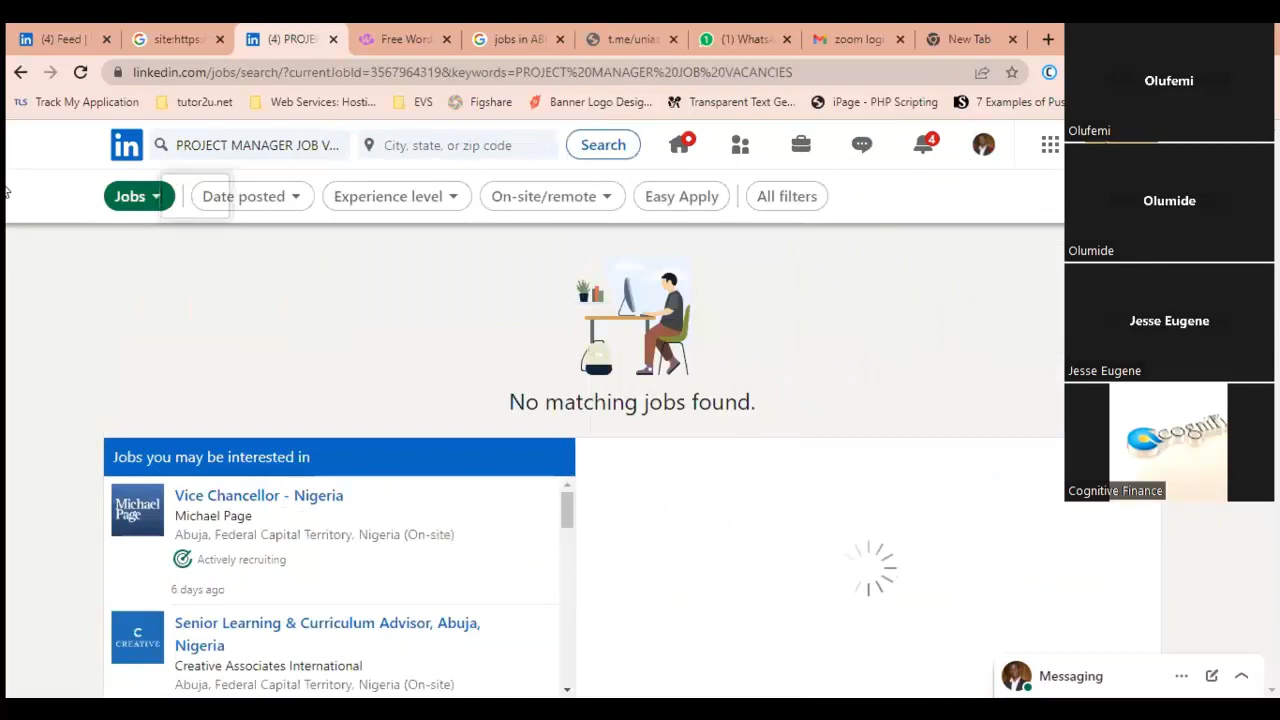 (4) Feed |
site:https:
(4) PROJE
Free Word
jobs in AB
t.me/uniac
(1) Whats
zoom log
New Tab
linkedin.com/jobs/search/?currentJobId=3567964319&keywords=PROJECT%20MANAGER%20JOB%20VACANCIES
TLS Track My Application
tutor2u.net
Web Services: Hosti...
EVS
Figshare
Banner Logo Desig...
Transparent Text Ge...
iPage - PHP Scripting
7 Examples of Pus
in
PROJECT MANAGER JOB V...
City, state, or zip code
Search
4
Jobs
Date posted
Experience level
On-site/remote
Easy Apply
All filters
No matching jobs found.
Jobs you may be interested in
Michael Page
Vice Chancellor - Nigeria
Michael Page
Abuja, Federal Capital Territory, Nigeria (On-site)
Actively recruiting
6 days ago
C
CREATIVE
Senior Learning & Curriculum Advisor, Abuja,
Nigeria
Creative Associates International
Abuja, Federal Capital Territory, Nigeria (On-site)
Messaging
Olufemi
Olufemi
Olumide
Olumide
Jesse Eugene
Jesse Eugene
Cognitive Finance